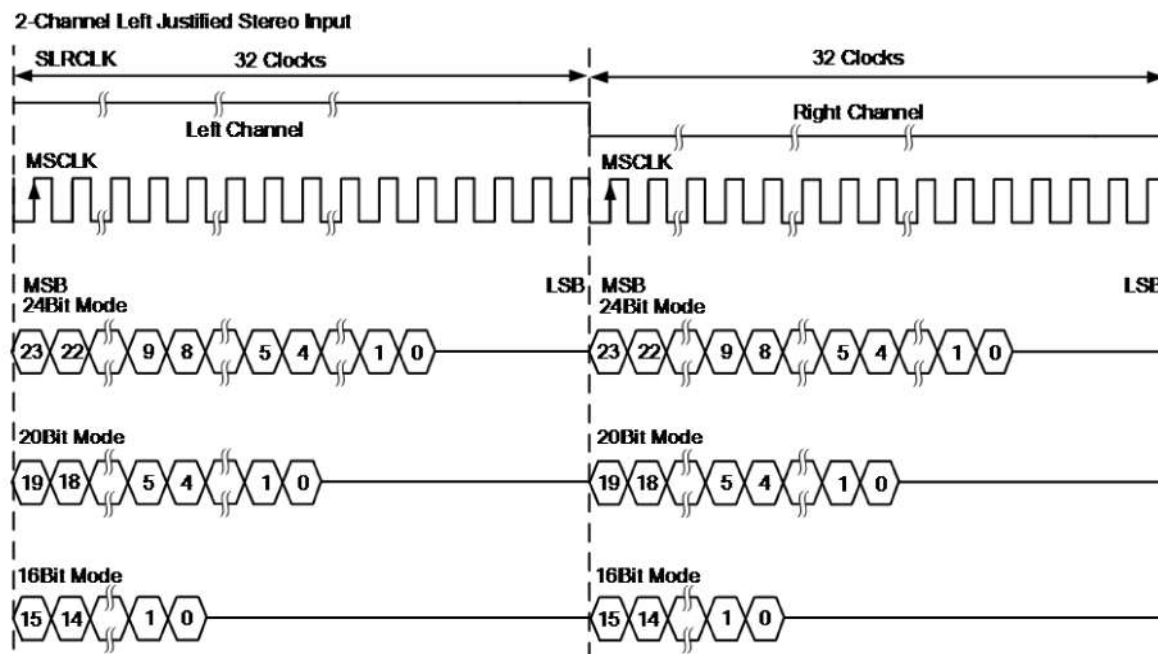 2-Channel Left Justified Stereo Input
SLRCLK 32 Clocks 32 Clocks
Left Channel Right Channel
MSCLK MSCLK
MSB LSB MSB LSB
24Bit Mode 24Bit Mode
23 22 9 8 5 4 1 0 23 22 9 8 5 4 1 0
20Bit Mode 20Bit Mode
19 18 5 4 1 0 19 18 5 4 1 0
16Bit Mode 16Bit Mode
15 14 1 0 15 14 1 0